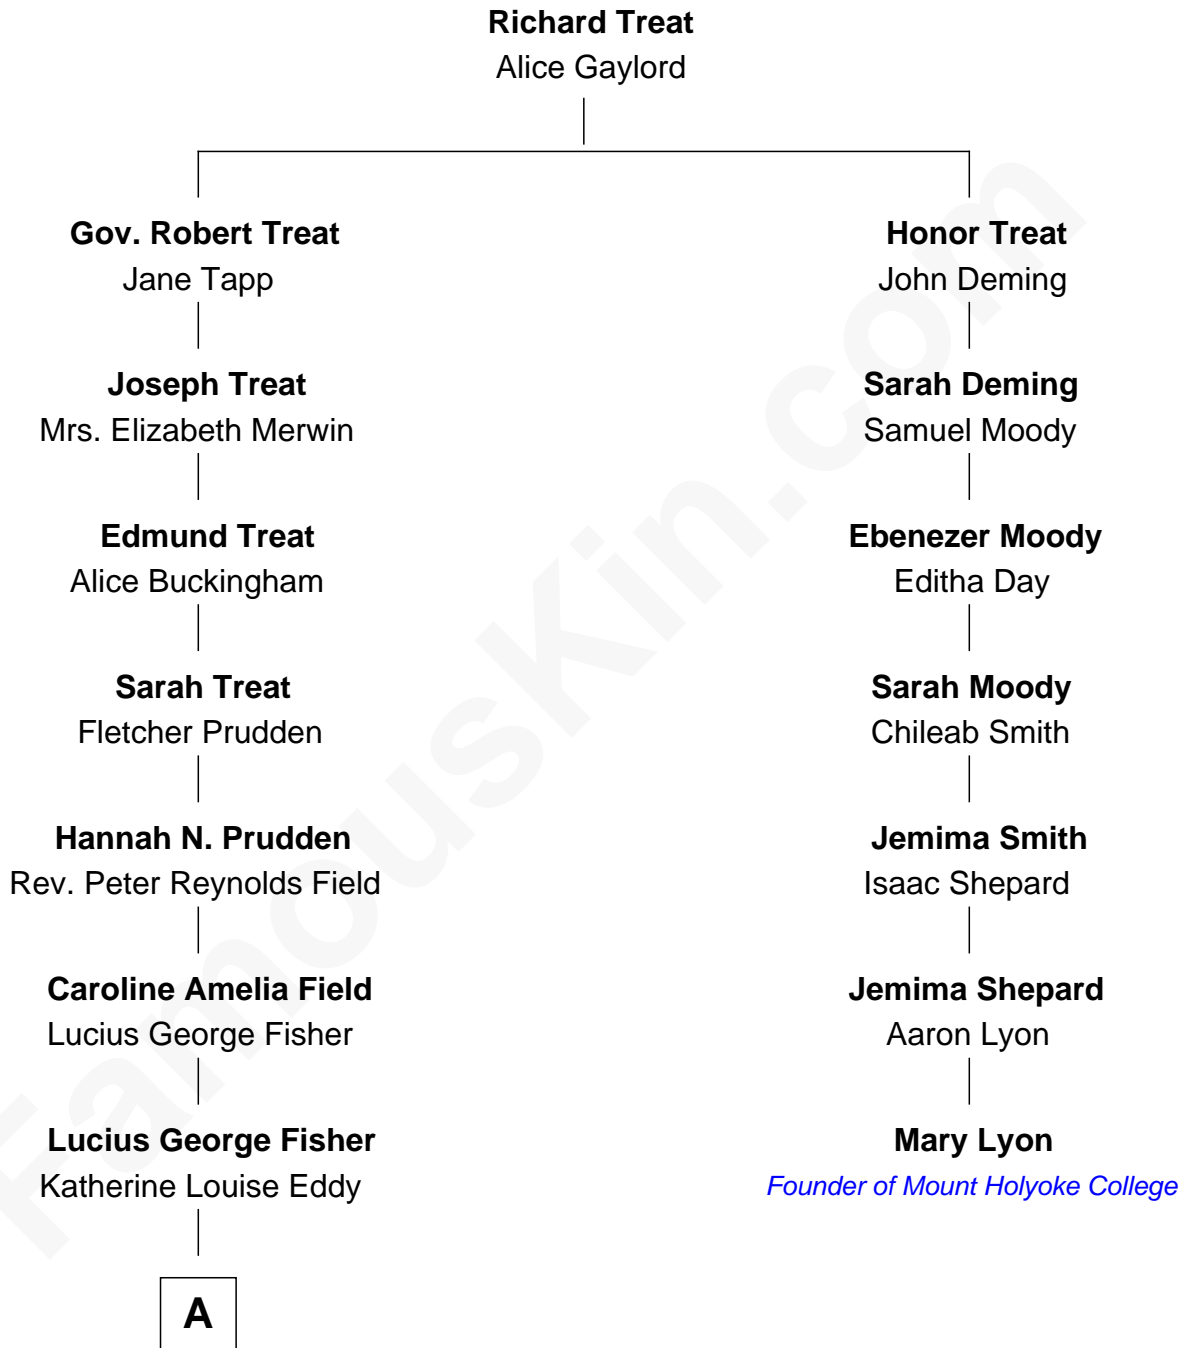 Richard Treat
Alice Gaylord
Gov. Robert Treat
Jane Tapp
Joseph Treat
Mrs. Elizabeth Merwin
Edmund Treat
Alice Buckingham
Sarah Treat
Fletcher Prudden
Hannah N. Prudden
Rev. Peter Reynolds Field
Caroline Amelia Field
Lucius George Fisher
Lucius George Fisher
Katherine Louise Eddy
A
Honor Treat
John Deming
Sarah Deming
Samuel Moody
Ebenezer Moody
Editha Day
Sarah Moody
Chileab Smith
Jemima Smith
Isaac Shepard
Jemima Shepard
Aaron Lyon
Mary Lyon
Founder of Mount Holyoke College
FamousKin.com